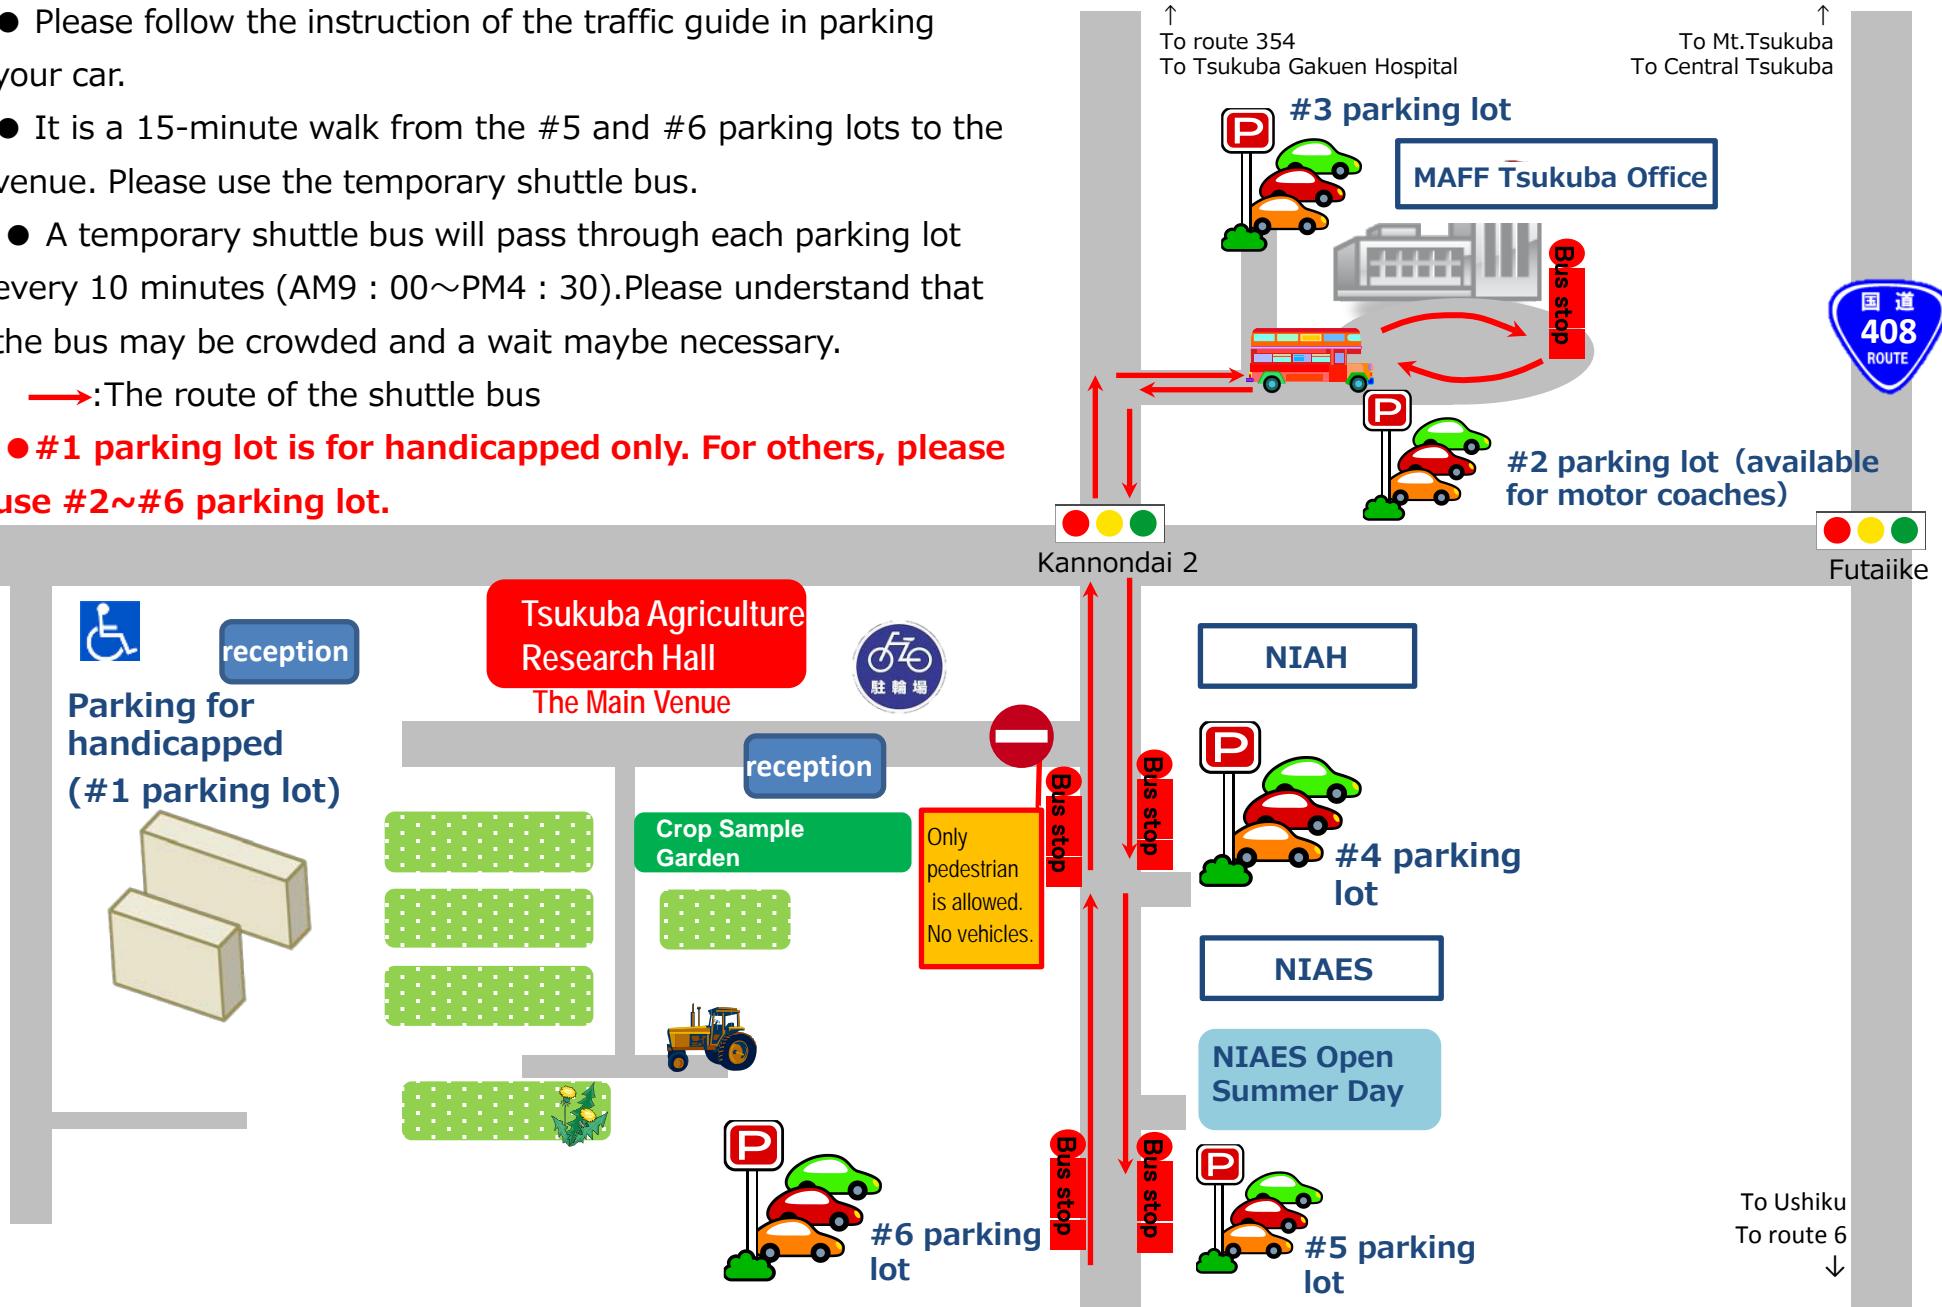 ● Please follow the instruction of the traffic guide in parking
your car.
● It is a 15-minute walk from the #5 and #6 parking lots to the
venue. Please use the temporary shuttle bus.
● A temporary shuttle bus will pass through each parking lot
every 10 minutes (AM9：00～PM4：30).Please understand that
the bus may be crowded and a wait maybe necessary.
→:The route of the shuttle bus
●#1 parking lot is for handicapped only. For others, please
use #2~#6 parking lot.
↑
To route 354
To Tsukuba Gakuen Hospital
↑
To Mt.Tsukuba
To Central Tsukuba
P
#3 parking lot
MAFF Tsukuba Office
Bus stop
国道
408
ROUTE
P
#2 parking lot（available
for motor coaches）
Kannondai 2
Futaiike
reception
Tsukuba Agriculture
Research Hall
The Main Venue
駐輪場
NIAH
Parking for
handicapped
(#1 parking lot)
reception
Crop Sample
Garden
Only
pedestrian
is allowed.
No vehicles.
Bus stop
Bus stop
P
#4 parking
lot
NIAES
NIAES Open
Summer Day
P
#6 parking
lot
Bus stop
Bus stop
P
#5 parking
lot
To Ushiku
To route 6
↓